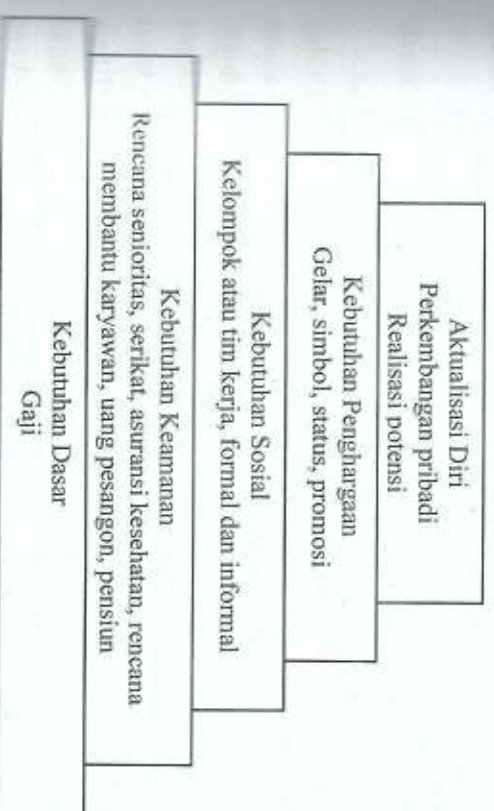 Aktualisasi Diri
Perkembangan pribadi
Realisasi potensi
Kebutuhan Penghargaan
Gelar, simbol, status, promosi
Kebutuhan Sosial
Kelompok atau tim kerja, formal dan informal
Kebutuhan Keamanan
Rencana senioritas, serikat, asuransi kesehatan, rencana
membantu karyawan, uang pesangon, pensiun
Kebutuhan Dasar
Gaji